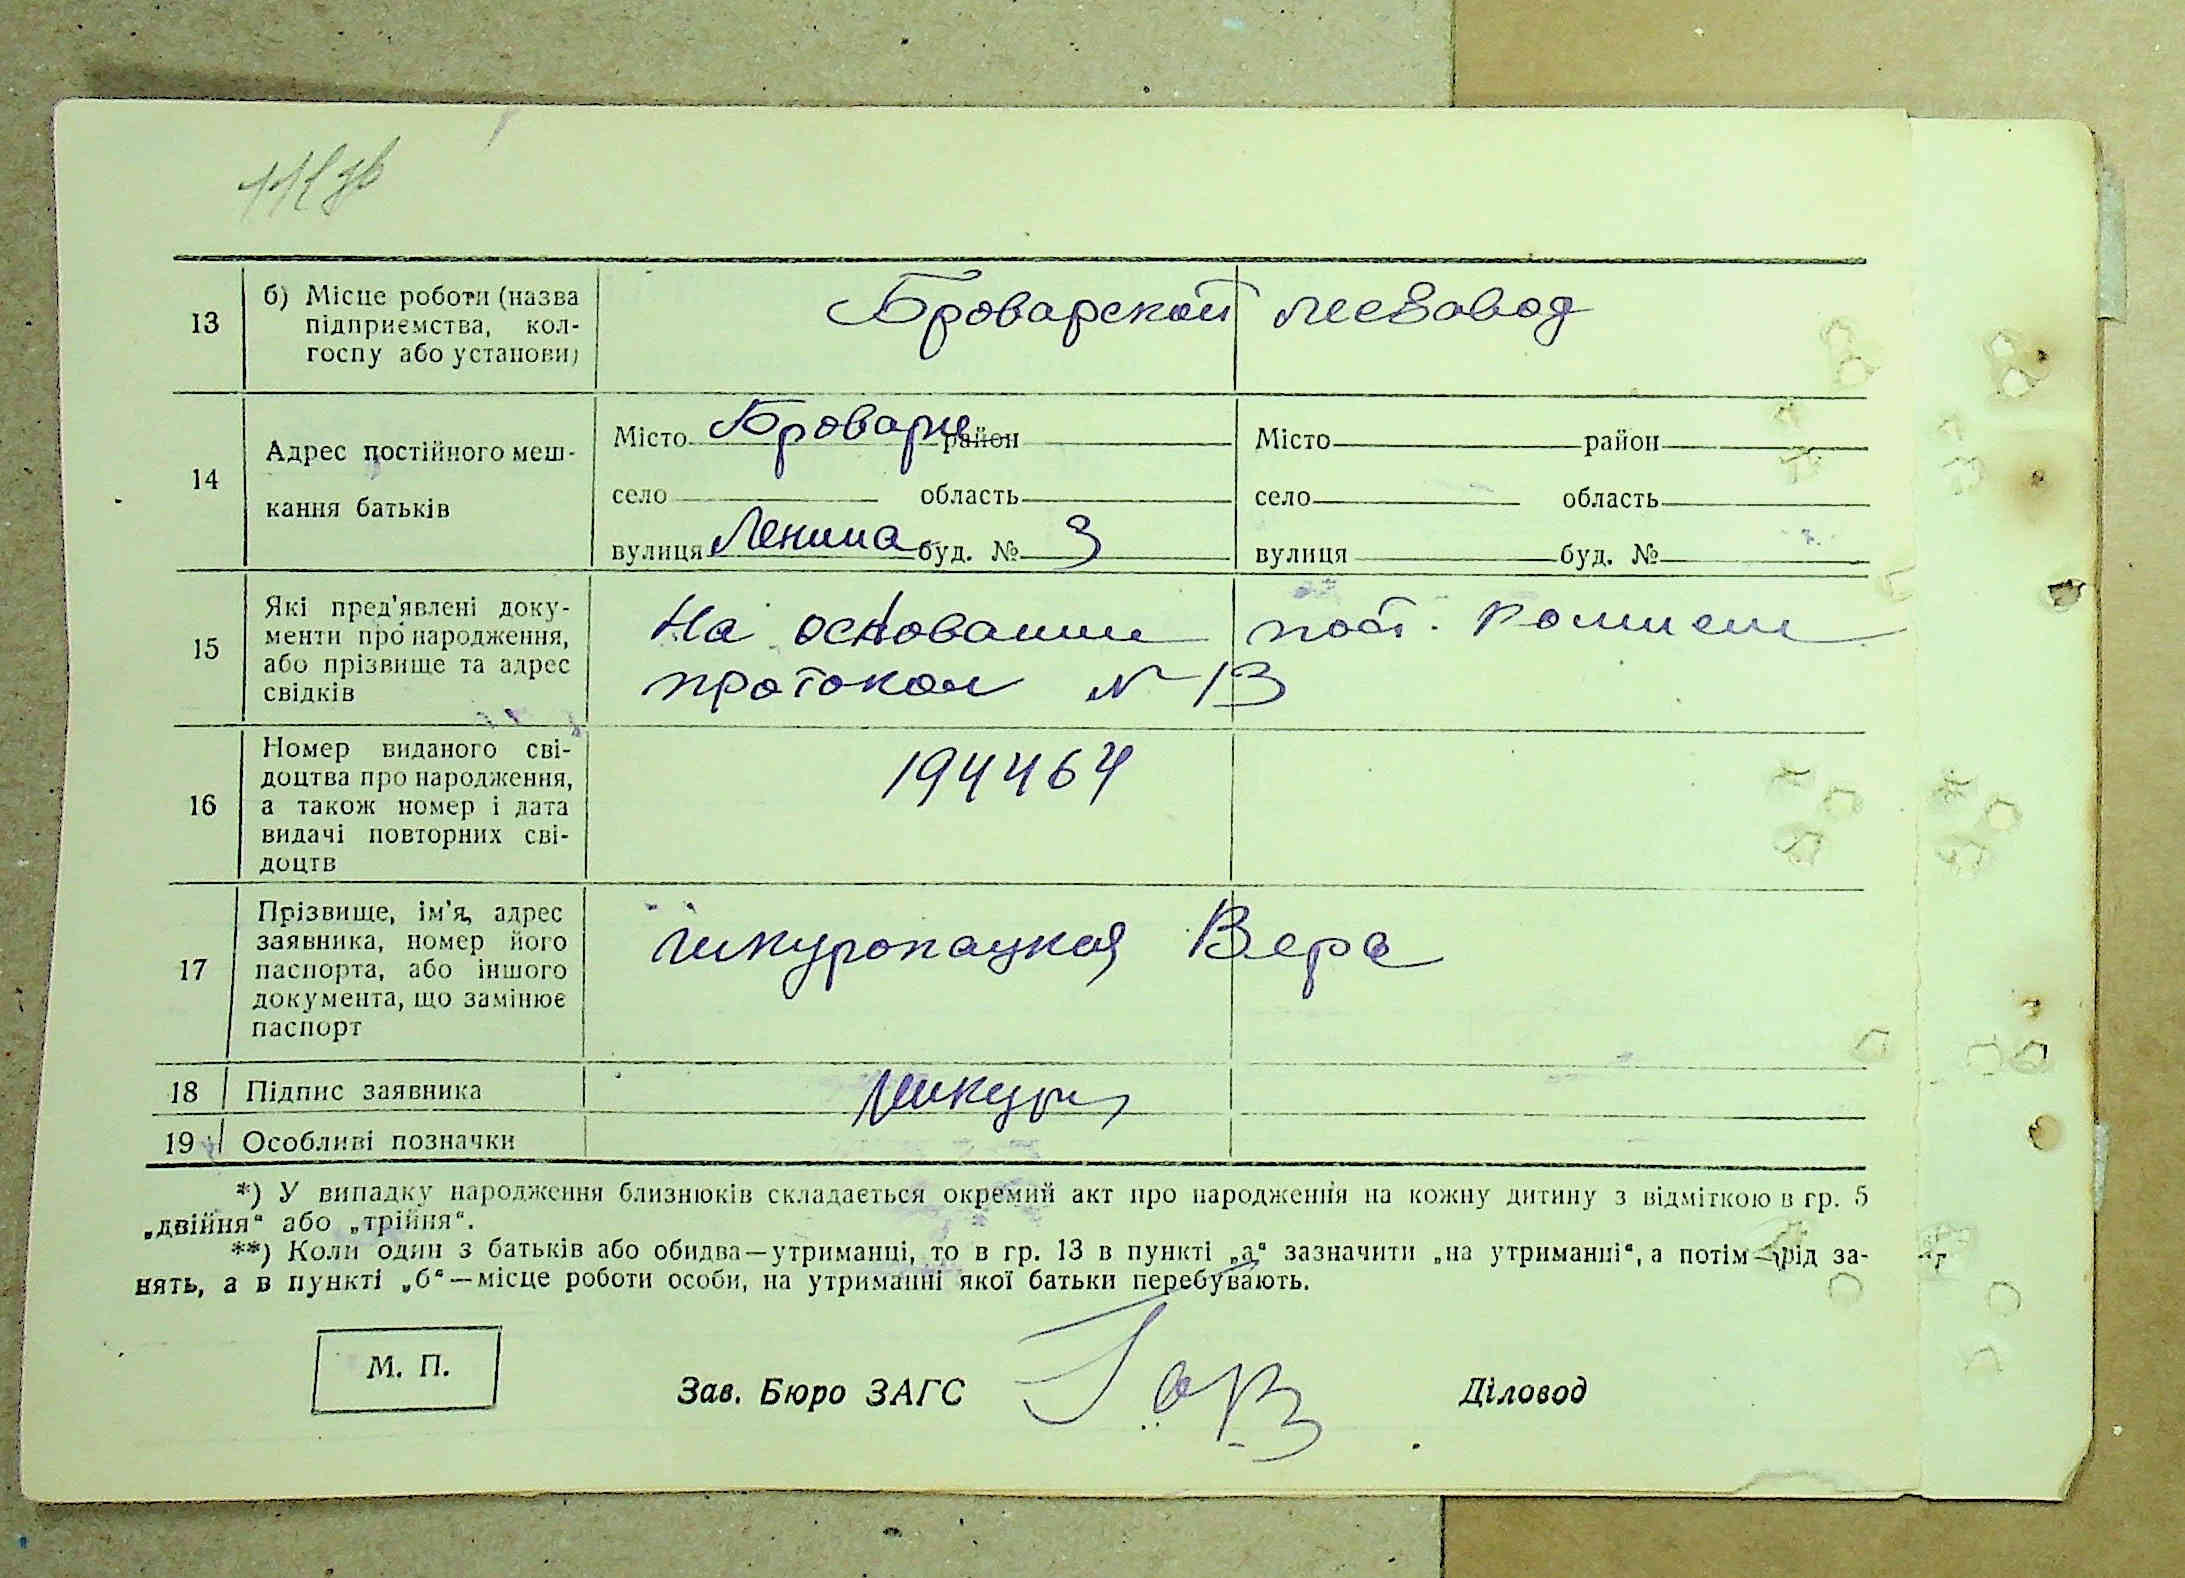 13
б) Місце роботи (назва
підприємства, кол-
госпу або установи)
Броварской лесзавод
14
Адрес постійного меш-
кання батьків
Місто Бровары район
село область
вулиця Ленина буд. № 3
Місто район
село область
вулиця буд. №
15
Які пред'явлені доку-
менти про народження,
або прізвище та адрес
свідків
На основании пост. комисии
протокол № 13
16
Номер виданого сві-
доцтва про народження,
а також номер і дата
видачі повторних сві-
доцтв
194464
17
Прізвище, ім'я, адрес
заявника, номер його
паспорта, або іншого
документа, що замінює
паспорт
Шкуропацкая Вера
18 Підпис заявника
19 Особливі позначки
*) У випадку народження близнюків складається окремий акт про народження на кожну дитину з відміткою в гр. 5
„двійня“ або „трійня“.
**) Коли один з батьків або обидва—утриманці, то в гр. 13 в пункті „а“ зазначити „на утриманні“, а потім рід за-
нять, а в пункті „б“—місце роботи особи, на утриманні якої батьки перебувають.
М. П.
Зав. Бюро ЗАГС
Діловод